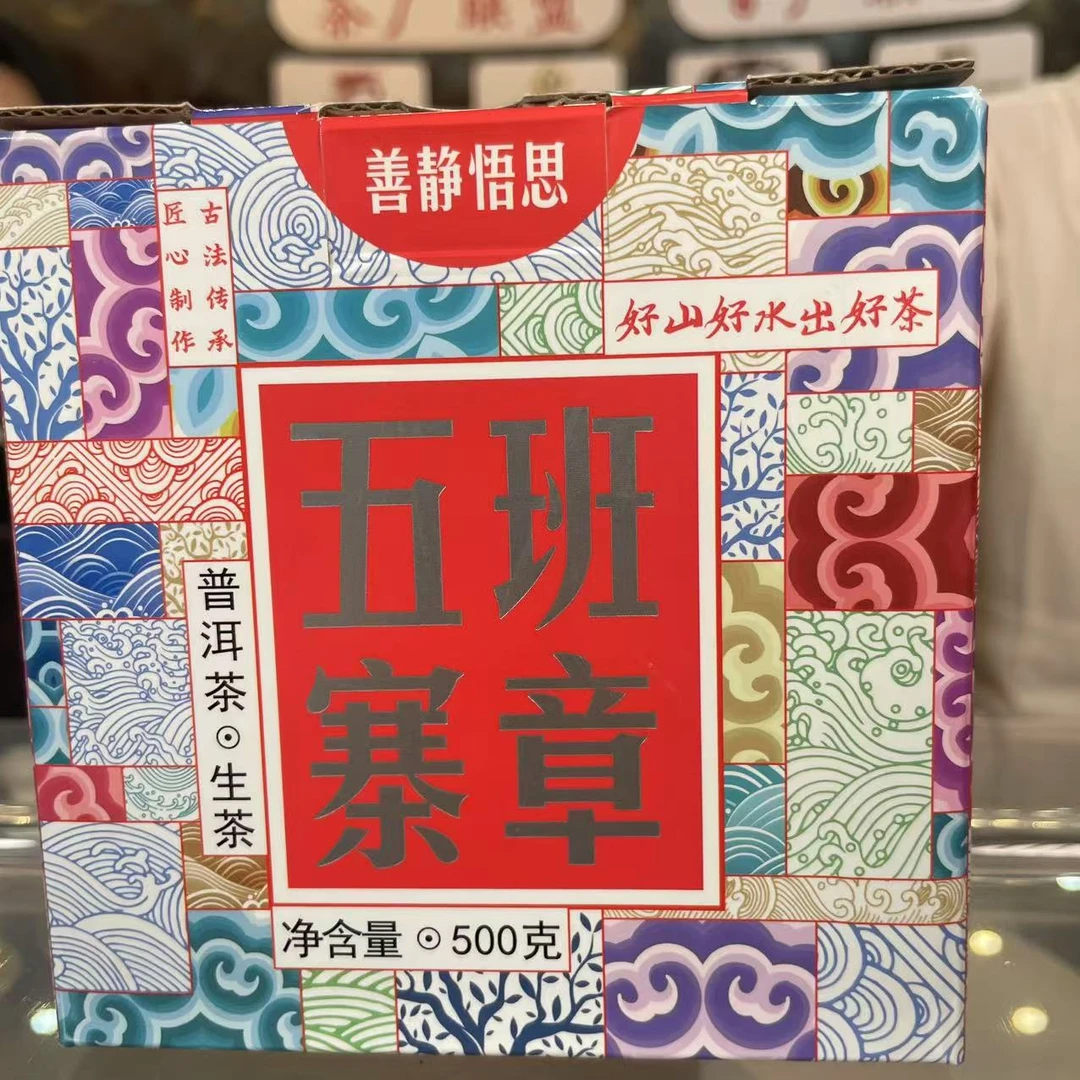 善静悟思
古法传承
匠心制作
好山好水出好茶
班章
五寨
普洱茶⊙生茶
净含量⊙500克